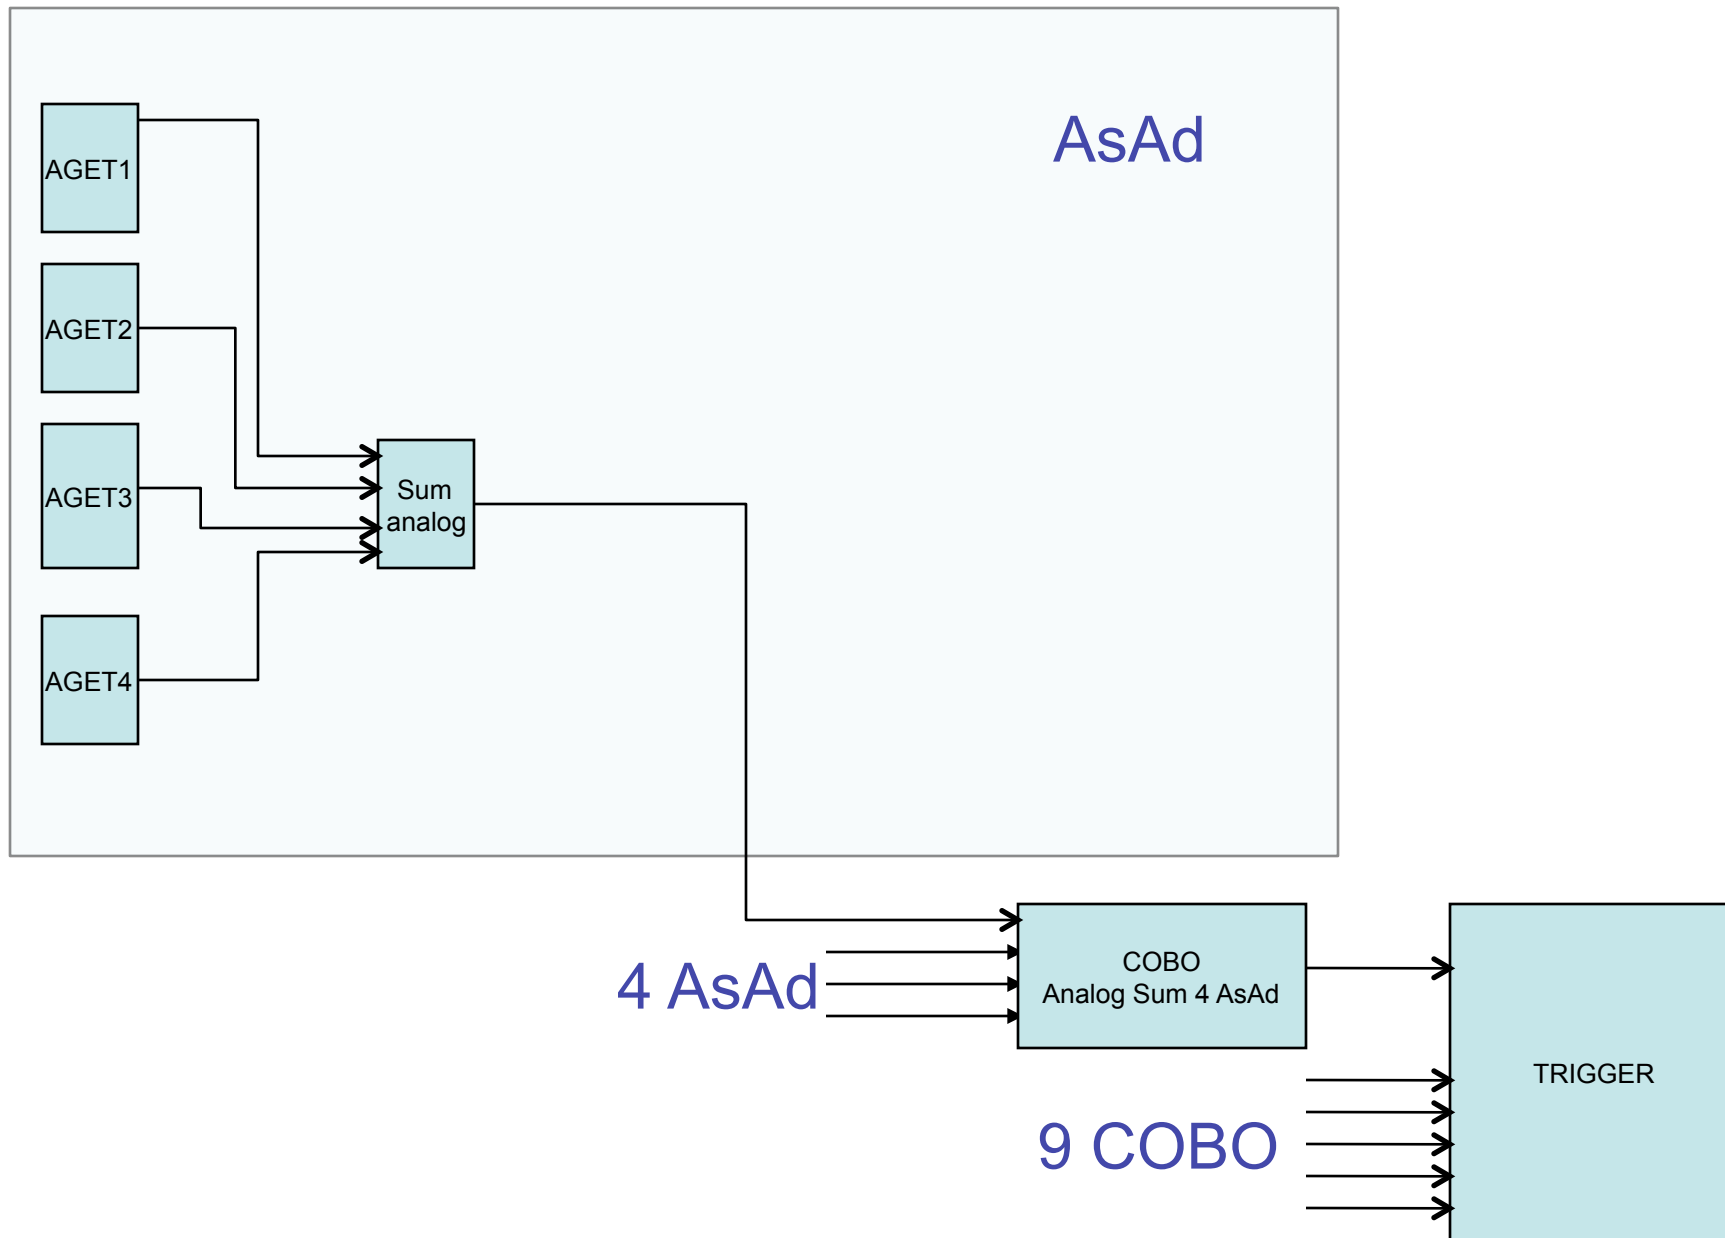 AsAd
AGET1
AGET2
AGET3
AGET4
Sum
analog
4 AsAd
COBO
Analog Sum 4 AsAd
TRIGGER
9 COBO